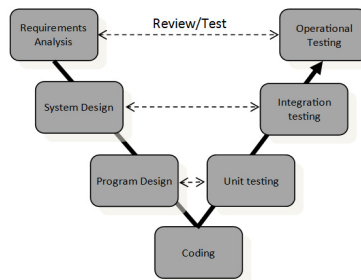 Requirements
Analysis
Review/Test
Operational
Testing
System Design
Integration
testing
Program Design
Unit testing
Coding